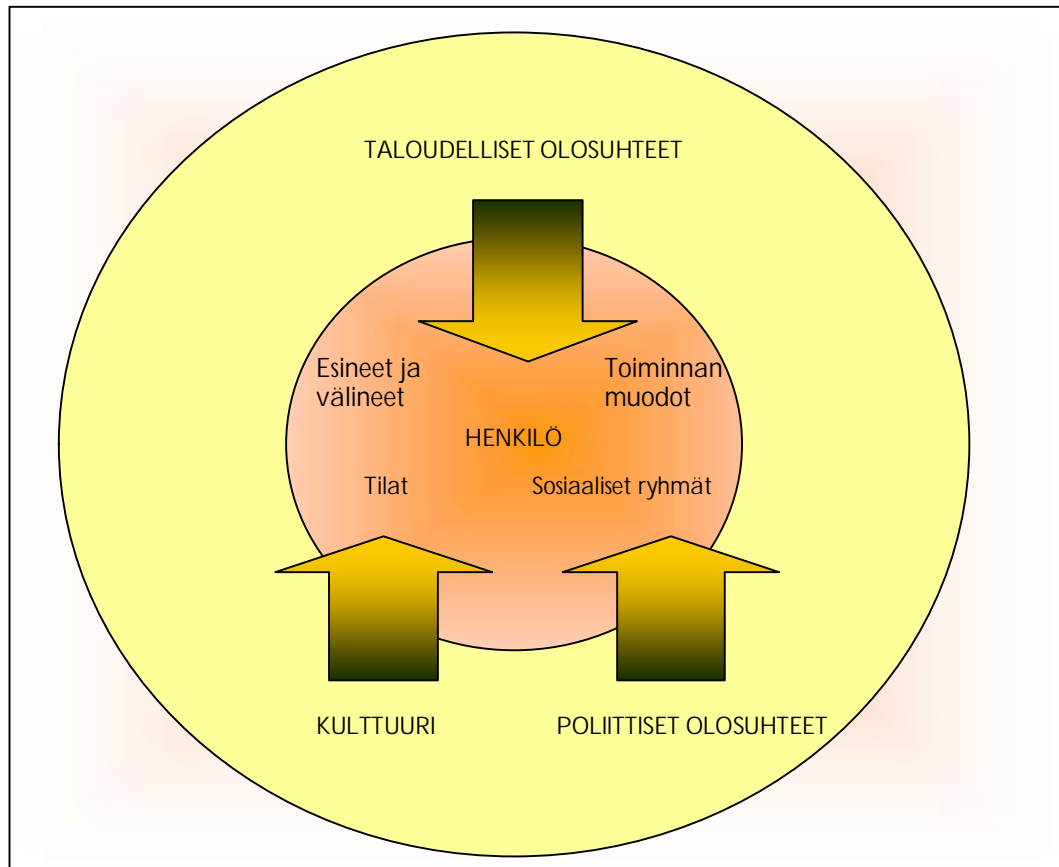 TALOUDELLISET OLOSUHTEET
Esineet ja
välineet
Toiminnan
muodot
HENKILÖ
Tilat
Sosiaaliset ryhmät
KULTTUURI
POLIITTISET OLOSUHTEET